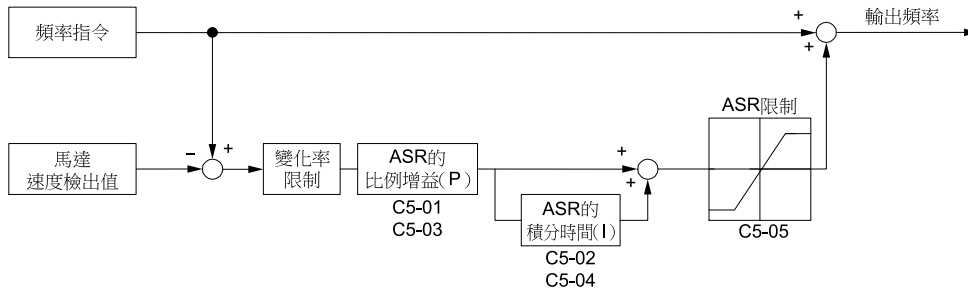 頻率指令
+
+
輸出頻率
馬達
速度檢出值
−
+
變化率
限制
ASR的
比例增益(P)
C5-01
C5-03
+
+
ASR的
積分時間(I)
C5-02
C5-04
ASR限制
C5-05